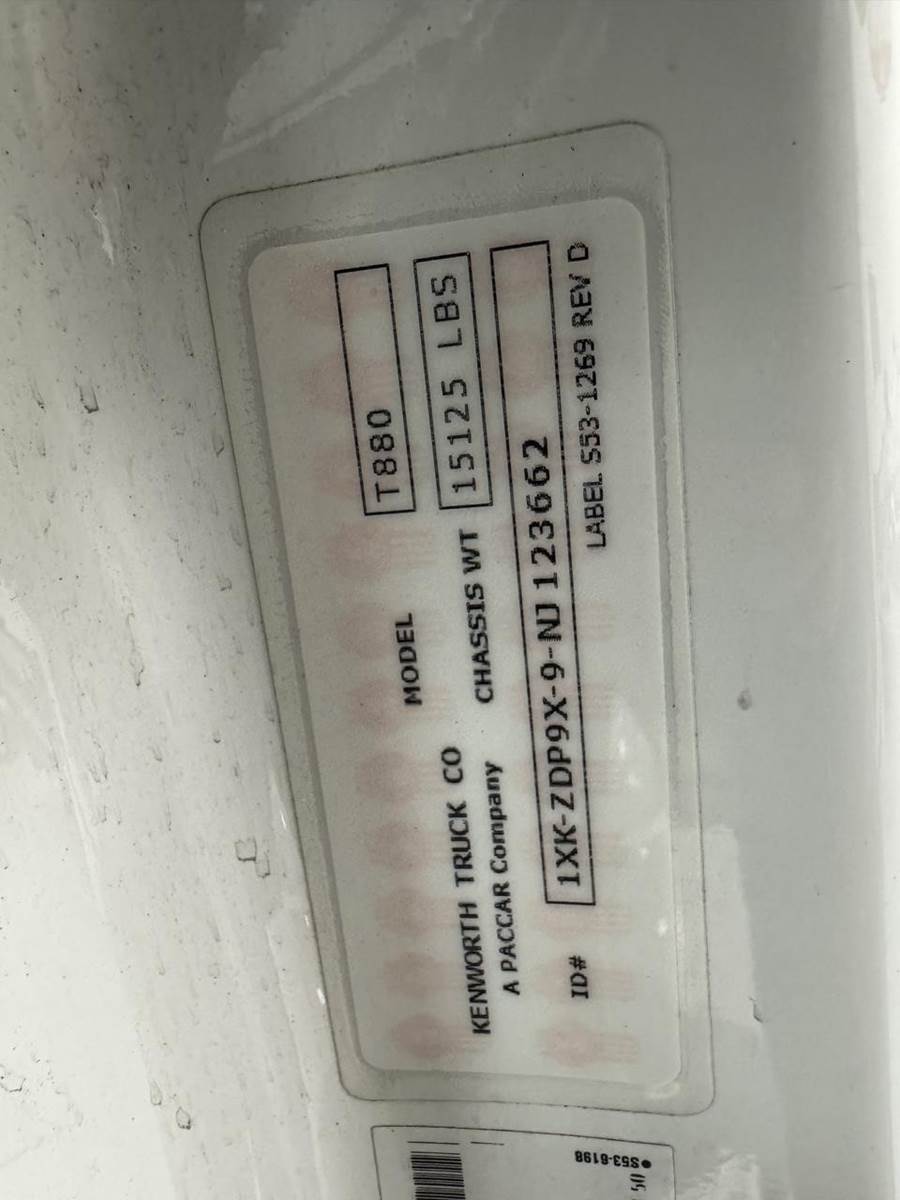 KENWORTH TRUCK CO MODEL T880
A PACCAR Company CHASSIS WT 15125 LBS
ID# 1XK-ZDP9X-9-NJ123662
LABEL S53-1269 REV D
S53-6198
50